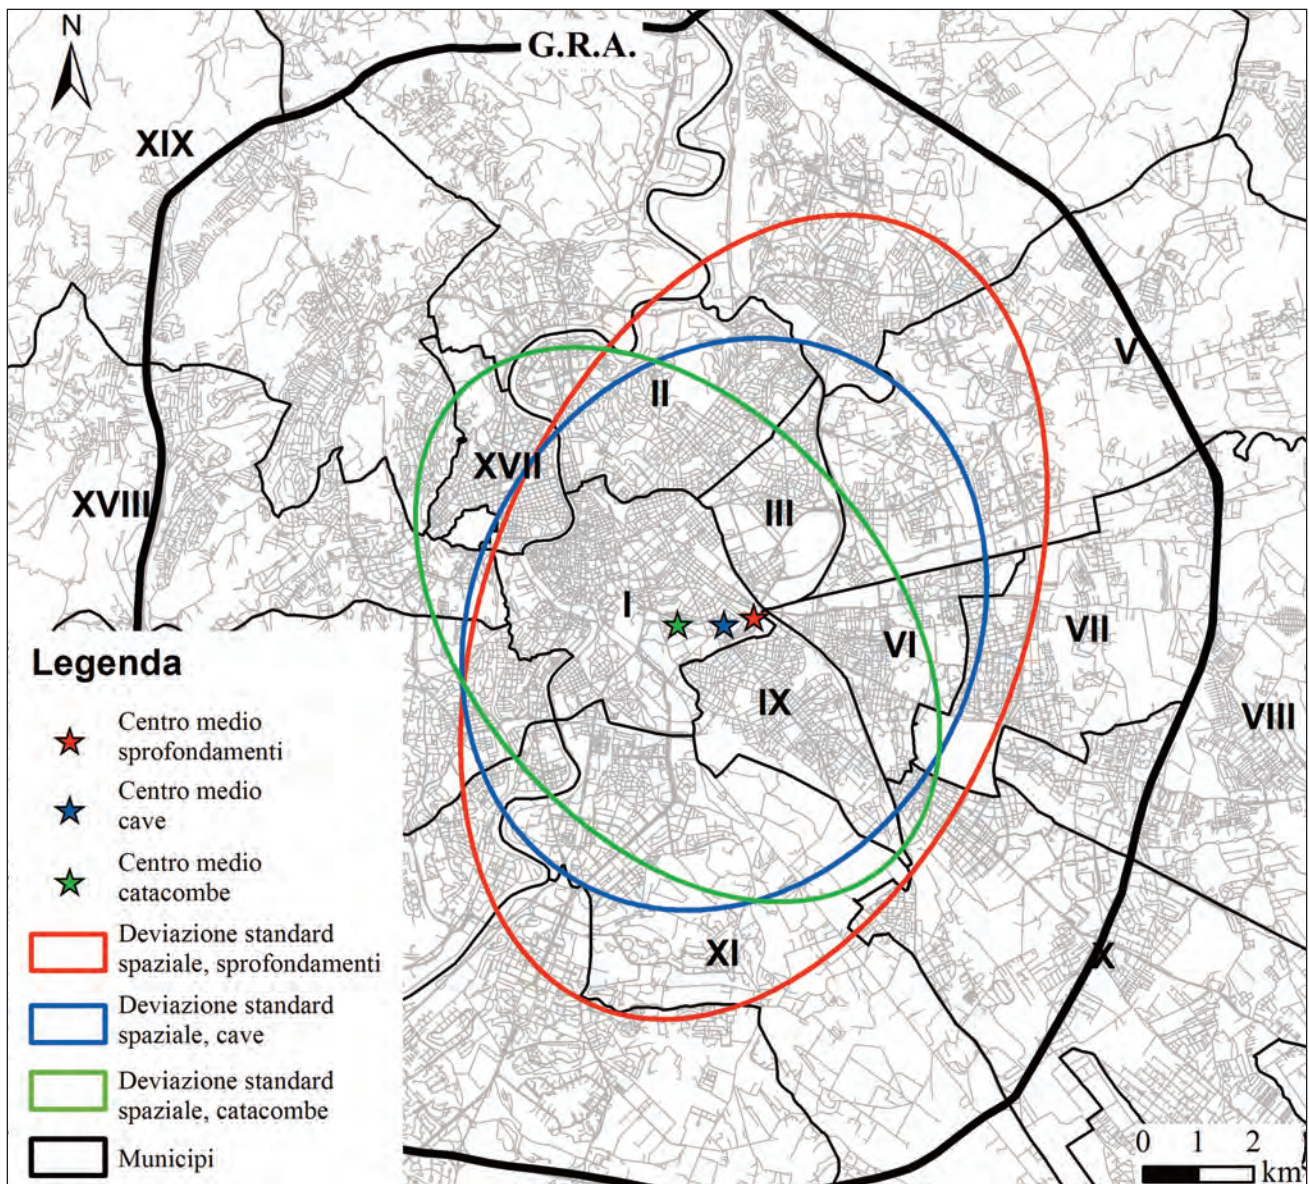 N
G.R.A.
XIX
V
II
XVII
XVIII
III
I
VI
VII
IX
VIII
XI
X
Legenda
Centro medio
sprofondamenti
Centro medio
cave
Centro medio
catacombe
Deviazione standard
spaziale, sprofondamenti
Deviazione standard
spaziale, cave
Deviazione standard
spaziale, catacombe
Municipi
0 1 2
km